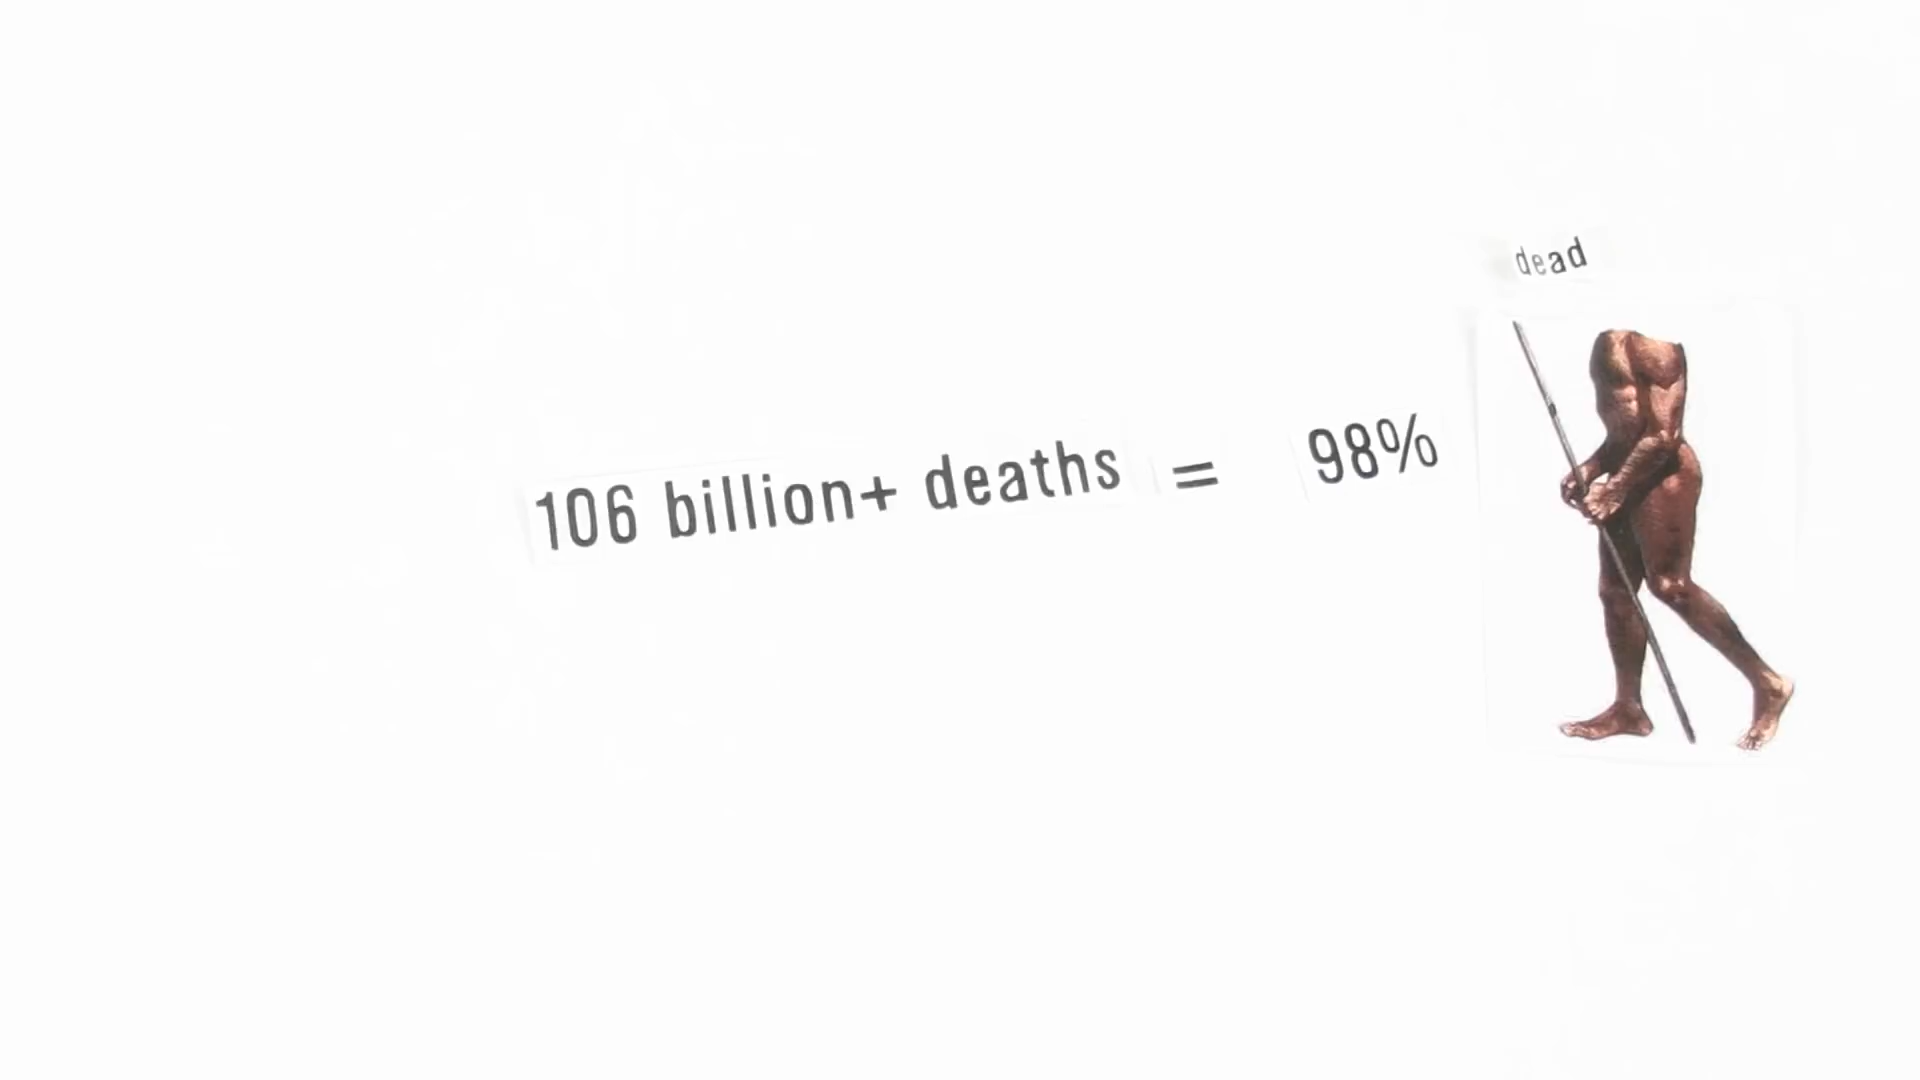 dead
106 billion+ deaths = 98%